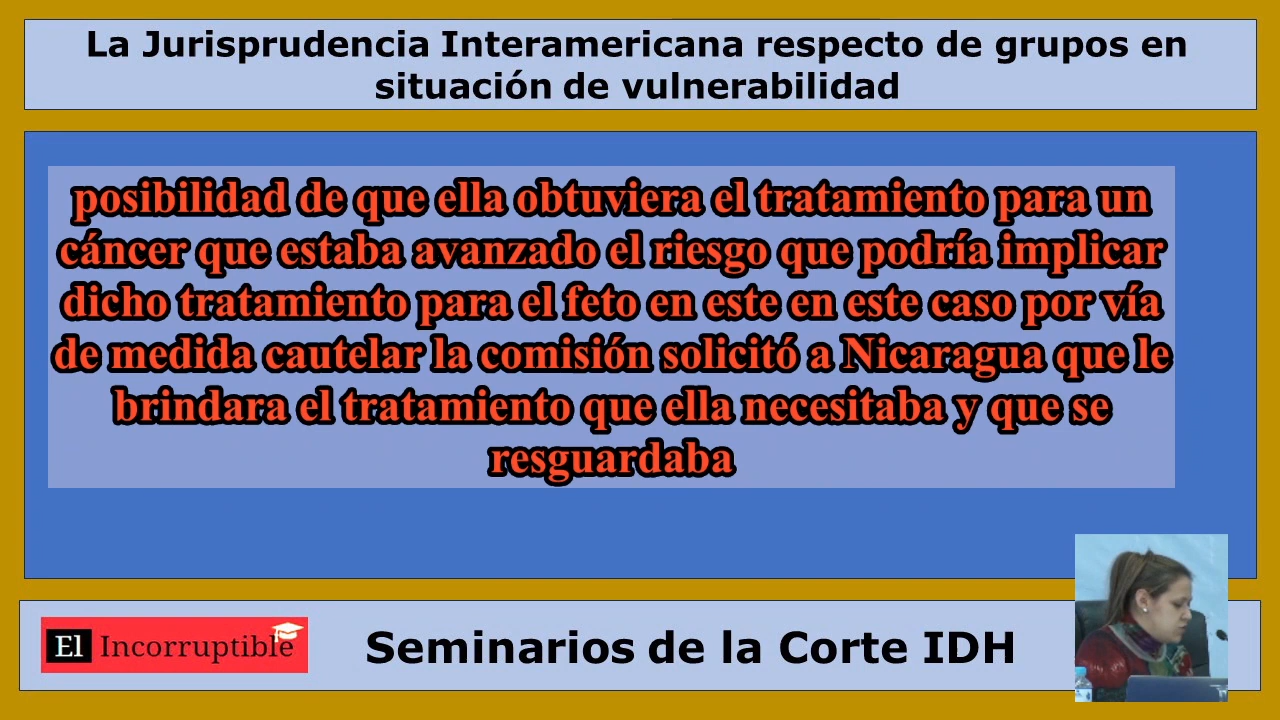 La Jurisprudencia Interamericana respecto de grupos en
situación de vulnerabilidad
posibilidad de que ella obtuviera el tratamiento para un
cáncer que estaba avanzado el riesgo que podría implicar
dicho tratamiento para el feto en este en este caso por vía
de medida cautelar la comisión solicitó a Nicaragua que le
brindara el tratamiento que ella necesitaba y que se
resguardaba
El Incorruptible
Seminarios de la Corte IDH